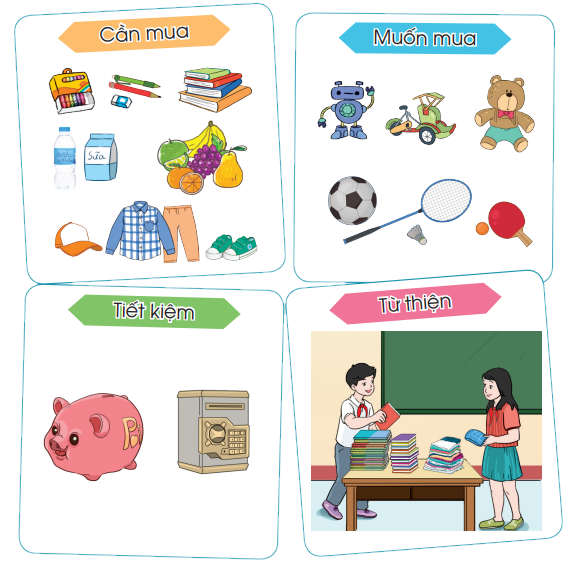 Cần mua
Muốn mua
Sữa
Tiết kiệm
Từ thiện